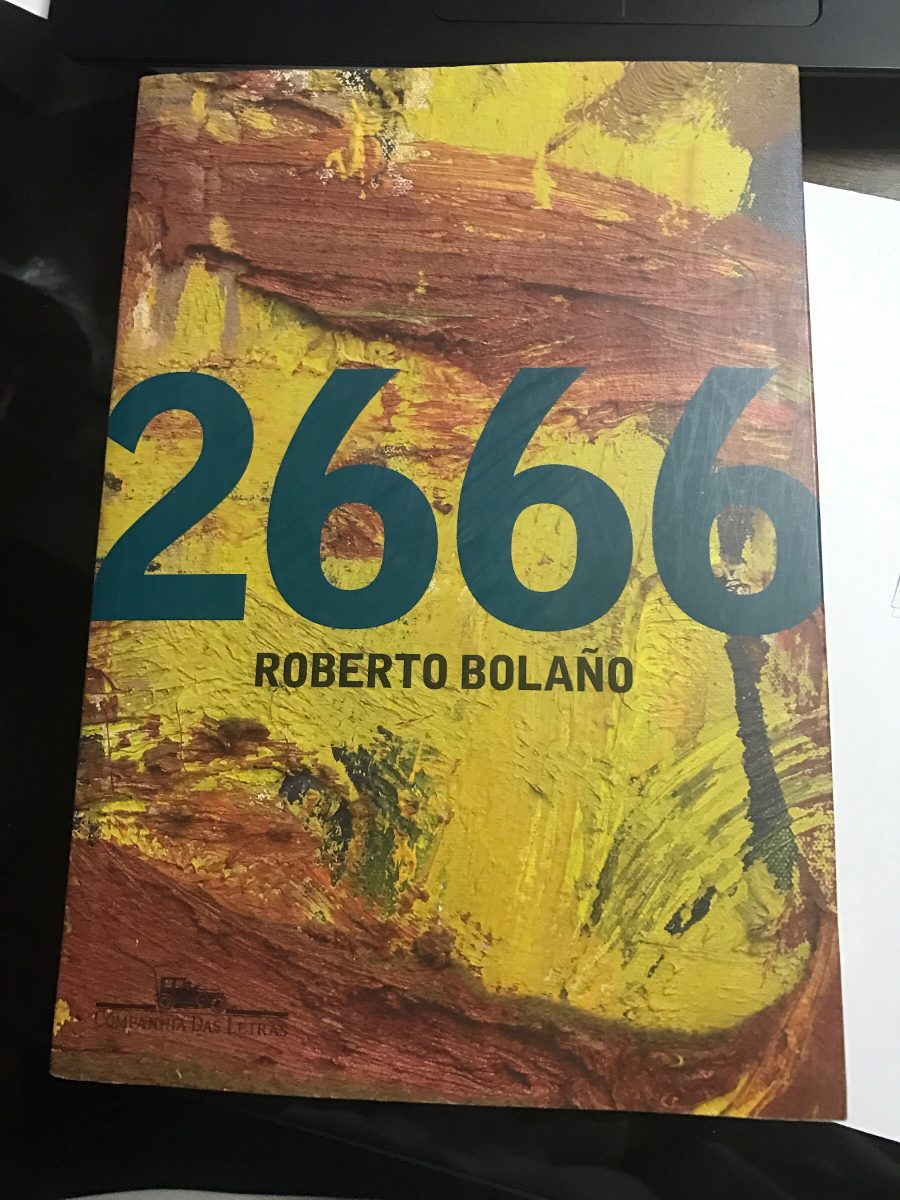 2666
ROBERTO BOLAÑO
COMPANHIA DAS LETRAS